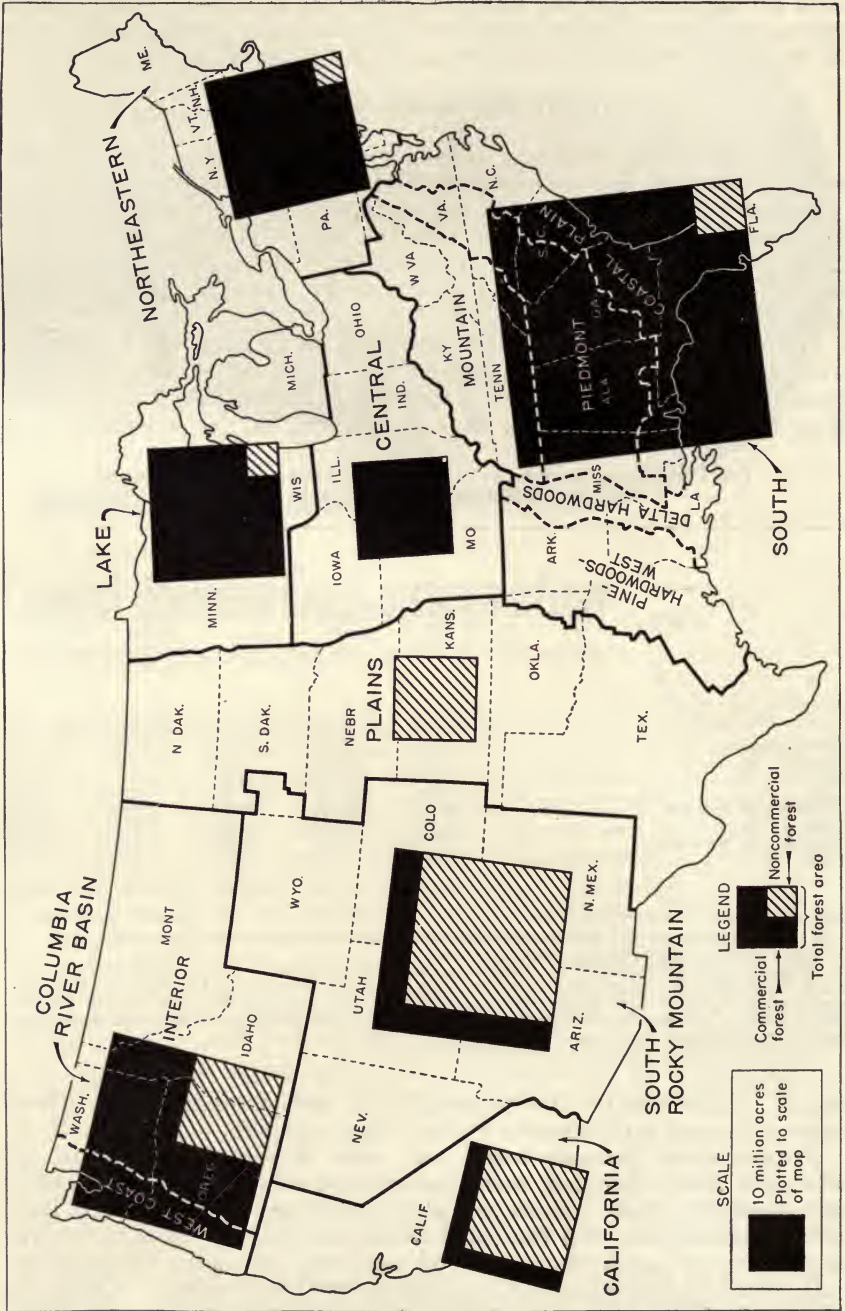 COLUMBIA
RIVER BASIN
WASH.
WEST COAST
OREG.
INTERIOR
MONT
IDAHO
WYO.
NEV.
UTAH
COLO
ARIZ.
N. MEX.
CALIF.
CALIFORNIA
SOUTH
ROCKY MOUNTAIN
N DAK.
S. DAK.
NEBR
PLAINS
KANS.
OKLA.
TEX.
LAKE
MINN.
WIS
MICH.
CENTRAL
IOWA
ILL.
IND.
OHIO
MO
NORTHEASTERN
ME.
VT.
N.H.
N.Y
PA.
W VA
VA.
KY
MOUNTAIN
TENN
N.C.
S.C.
PIEDMONT
COASTAL PLAIN
GA.
ALA
FLA.
MISS
DELTA HARDWOODS
LA
ARK.
PINE-
HARDWOODS
WEST
SOUTH
SCALE
10 million acres
Plotted to scale
of map
LEGEND
Commercial
forest
Noncommercial
forest
Total forest area